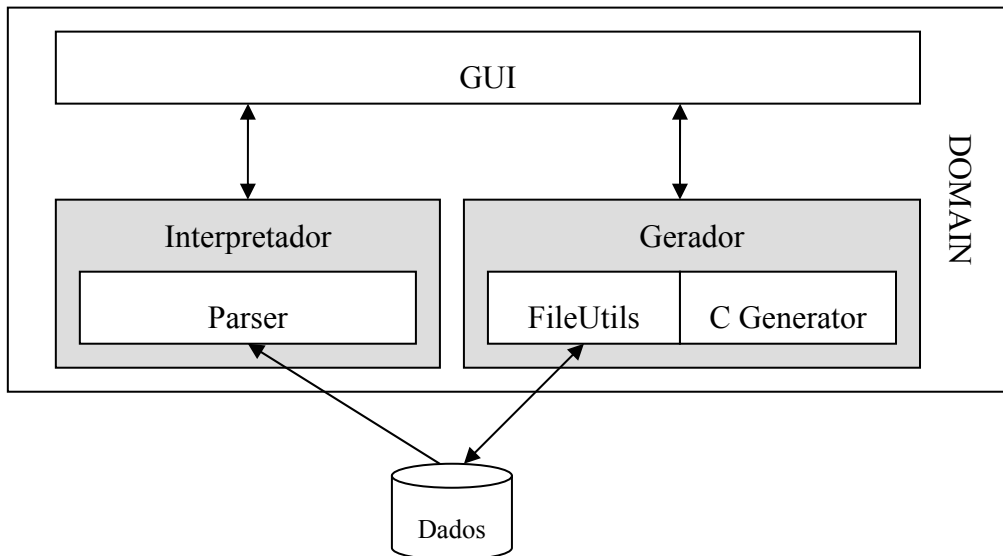 GUI
DOMAIN
Interpretador
Gerador
Parser
FileUtils
C Generator
Dados